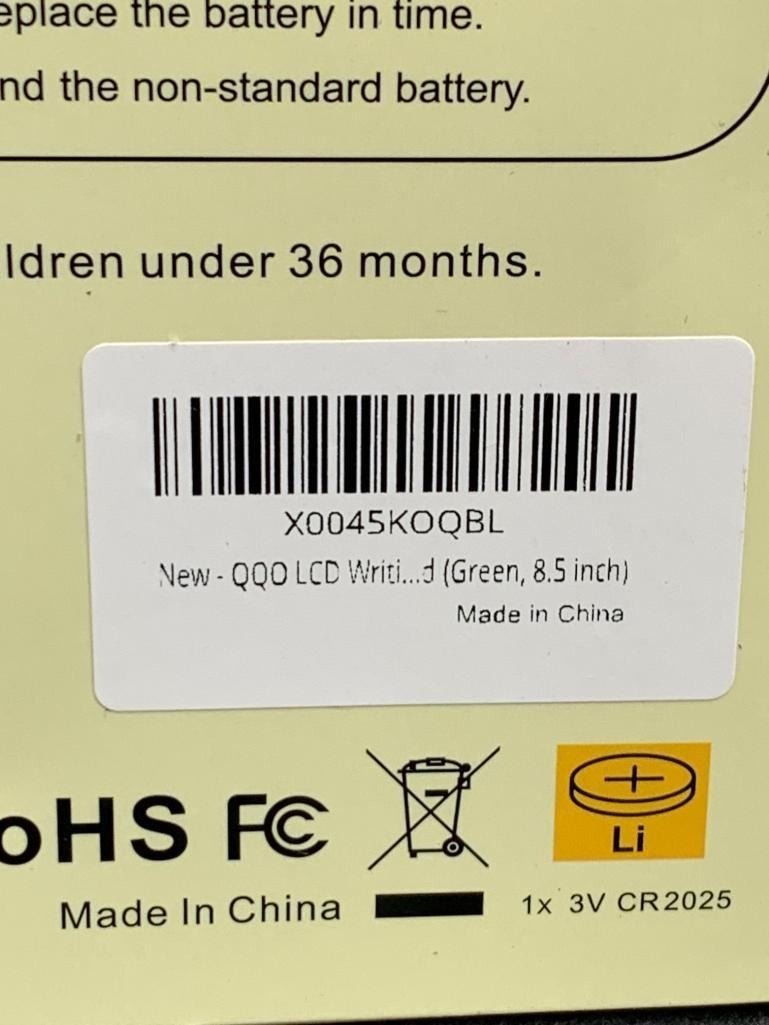 eplace the battery in time.
nd the non-standard battery.
ldren under 36 months.
X0045KOQBL
New - QQO LCD Writi...d (Green, 8.5 inch)
Made in China
oHS FC
Li
Made In China
1x 3V CR2025